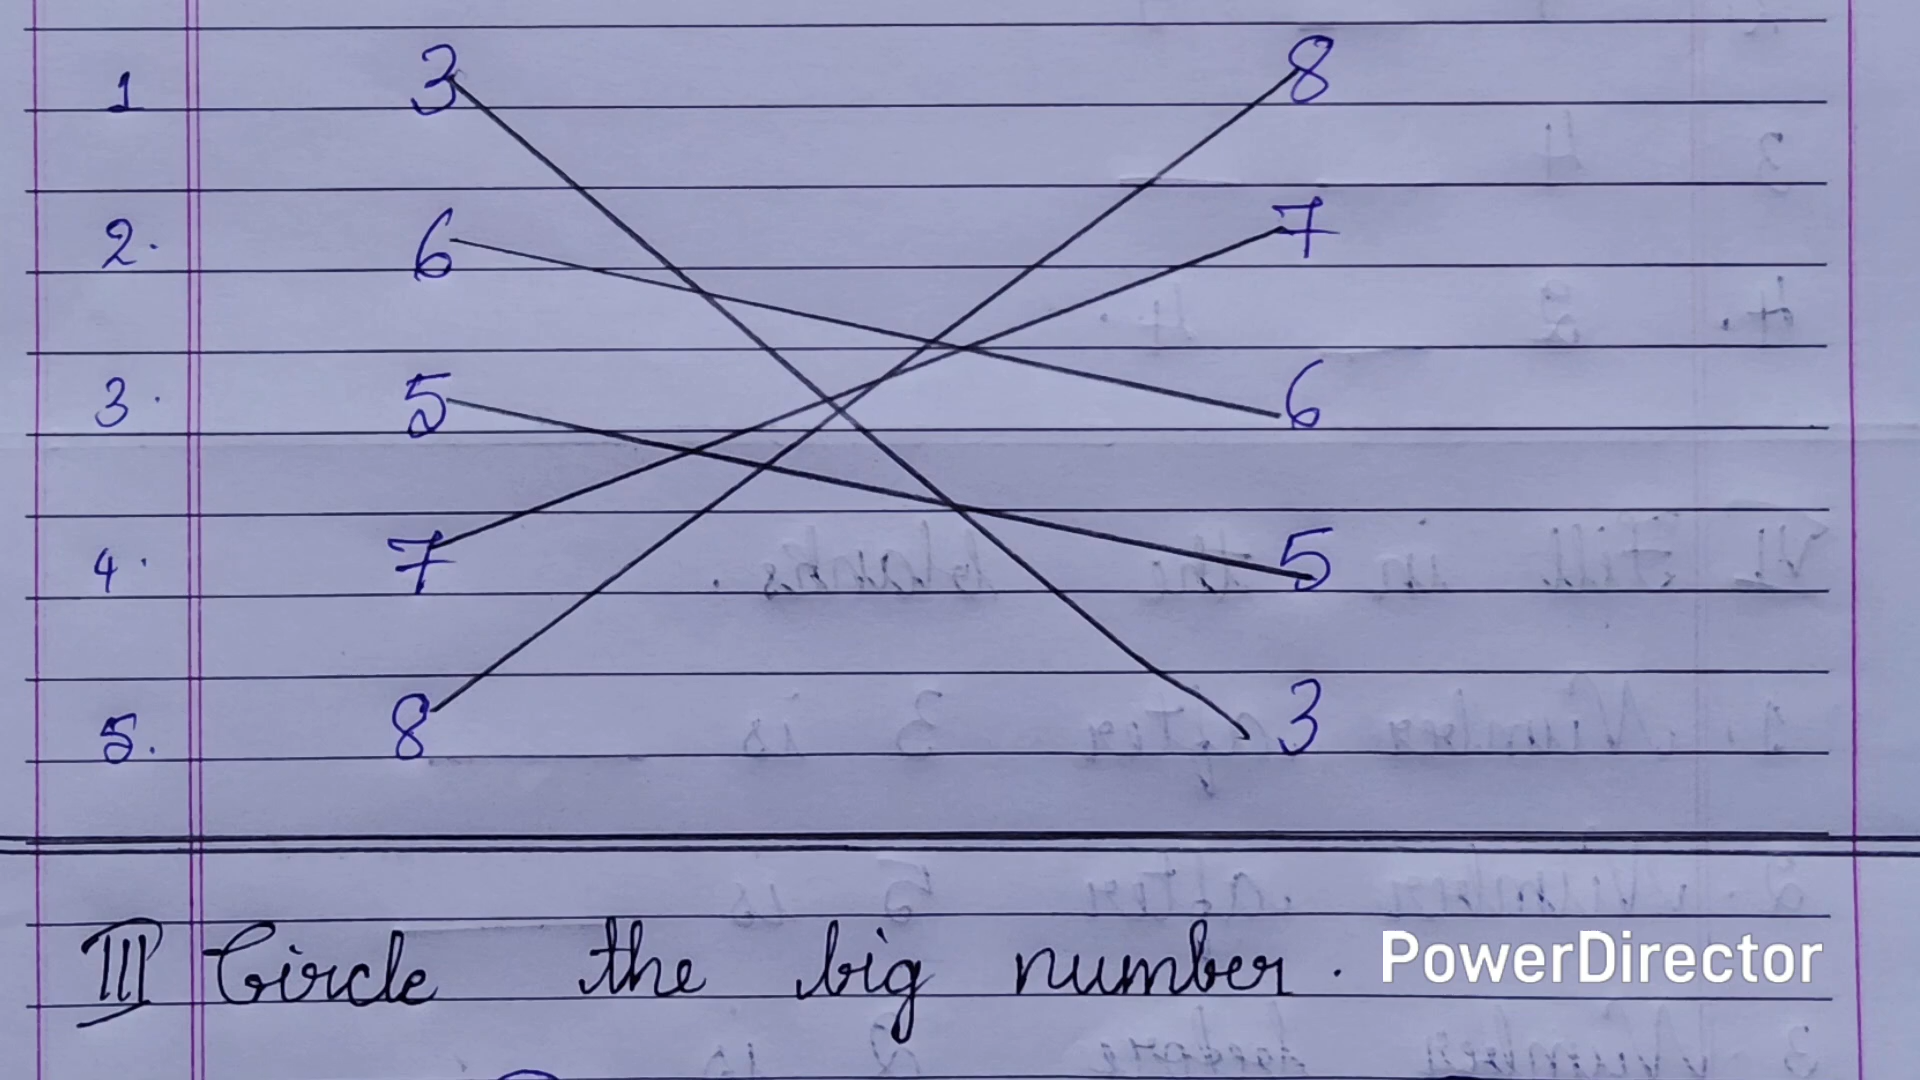 1 3 8
2. 6 7
3. 5 6
4. 7 5
5. 8 3
III Circle the big number.
PowerDirector